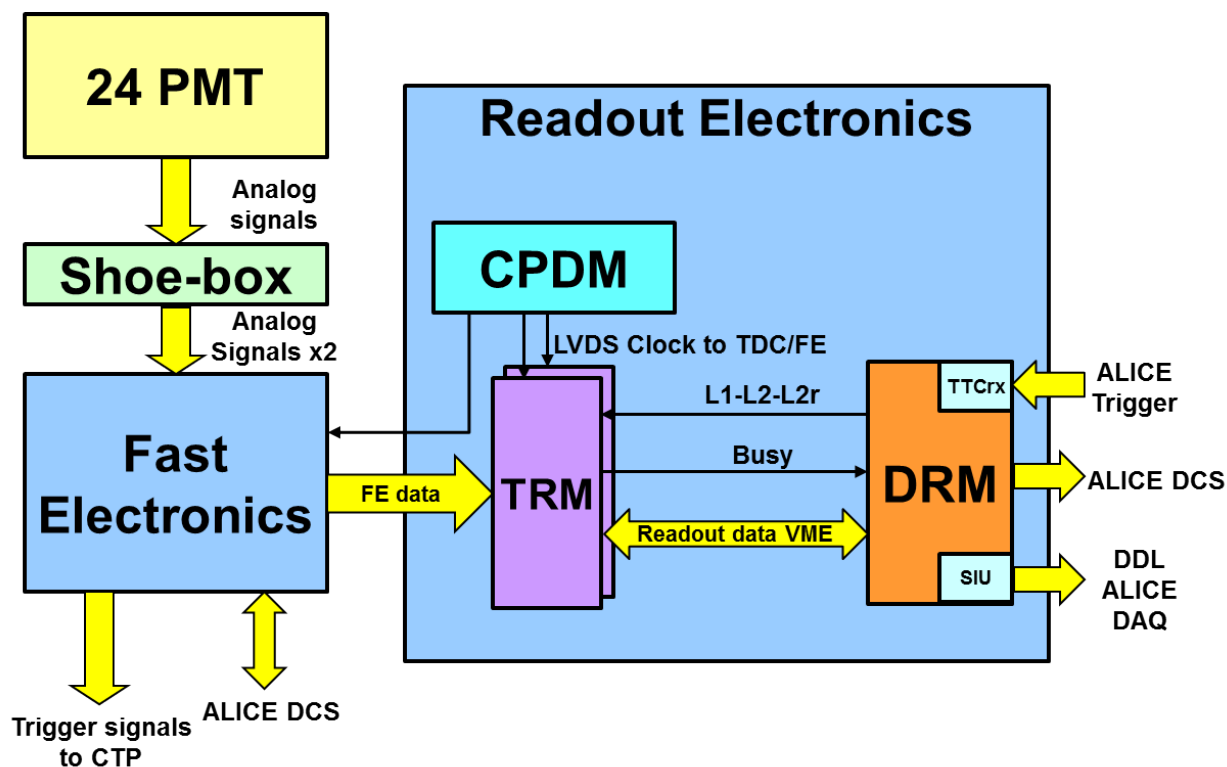 24 PMT
Analog
signals
Shoe-box
Analog
Signals x2
Fast
Electronics
Trigger signals
to CTP
ALICE DCS
FE data
Readout Electronics
CPDM
LVDS Clock to TDC/FE
TRM
L1-L2-L2r
Busy
Readout data VME
DRM
TTCrx
SIU
ALICE
Trigger
ALICE DCS
DDL
ALICE
DAQ